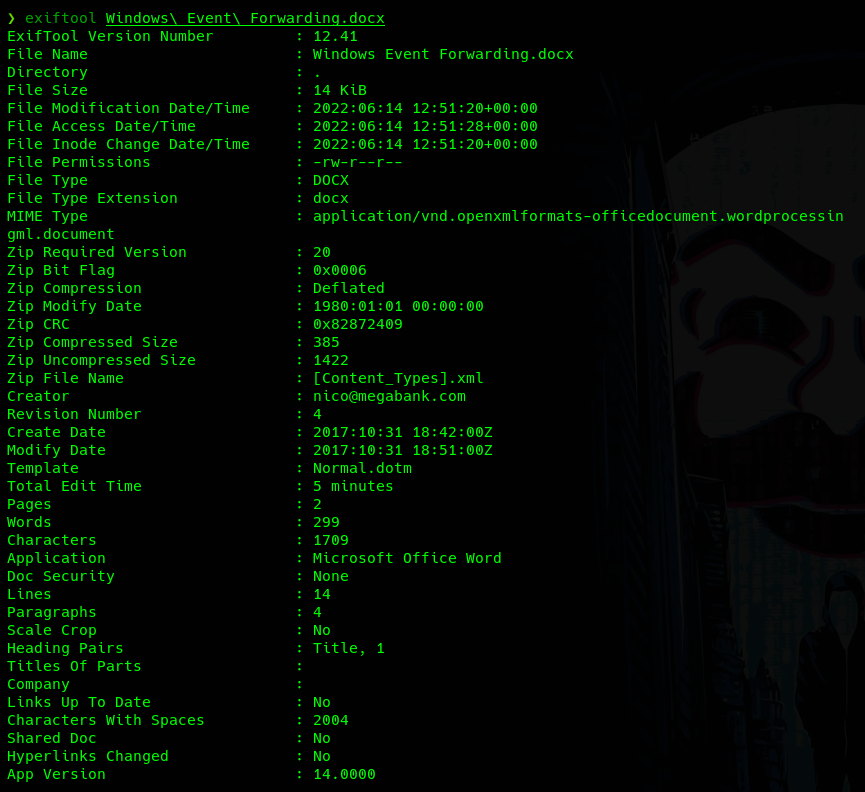 ❯ exiftool Windows\ Event\ Forwarding.docx
ExifTool Version Number         : 12.41
File Name                       : Windows Event Forwarding.docx
Directory                       : .
File Size                       : 14 KiB
File Modification Date/Time     : 2022:06:14 12:51:20+00:00
File Access Date/Time           : 2022:06:14 12:51:28+00:00
File Inode Change Date/Time     : 2022:06:14 12:51:20+00:00
File Permissions                : -rw-r--r--
File Type                       : DOCX
File Type Extension             : docx
MIME Type                       : application/vnd.openxmlformats-officedocument.wordprocessin
gml.document
Zip Required Version            : 20
Zip Bit Flag                    : 0x0006
Zip Compression                 : Deflated
Zip Modify Date                 : 1980:01:01 00:00:00
Zip CRC                         : 0x82872409
Zip Compressed Size             : 385
Zip Uncompressed Size           : 1422
Zip File Name                   : [Content_Types].xml
Creator                         : nico@megabank.com
Revision Number                 : 4
Create Date                     : 2017:10:31 18:42:00Z
Modify Date                     : 2017:10:31 18:51:00Z
Template                        : Normal.dotm
Total Edit Time                 : 5 minutes
Pages                           : 2
Words                           : 299
Characters                      : 1709
Application                     : Microsoft Office Word
Doc Security                    : None
Lines                           : 14
Paragraphs                      : 4
Scale Crop                      : No
Heading Pairs                   : Title, 1
Titles Of Parts                 :
Company                         :
Links Up To Date                : No
Characters With Spaces          : 2004
Shared Doc                      : No
Hyperlinks Changed              : No
App Version                     : 14.0000